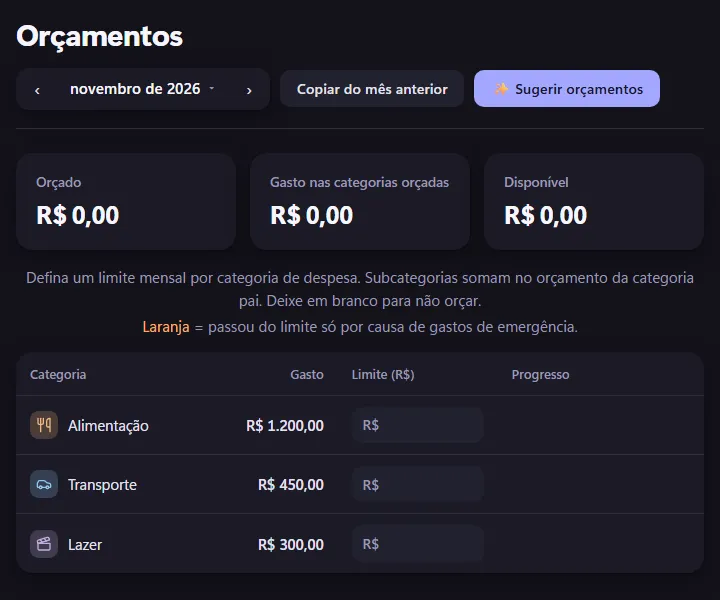 Orçamentos
‹ novembro de 2026 › Copiar do mês anterior Sugerir orçamentos
Orçado Gasto nas categorias orçadas Disponível
R$ 0,00 R$ 0,00 R$ 0,00
Defina um limite mensal por categoria de despesa. Subcategorias somam no orçamento da categoria
pai. Deixe em branco para não orçar.
Laranja = passou do limite só por causa de gastos de emergência.
Categoria Gasto Limite (R$) Progresso
Alimentação R$ 1.200,00 R$
Transporte R$ 450,00 R$
Lazer R$ 300,00 R$